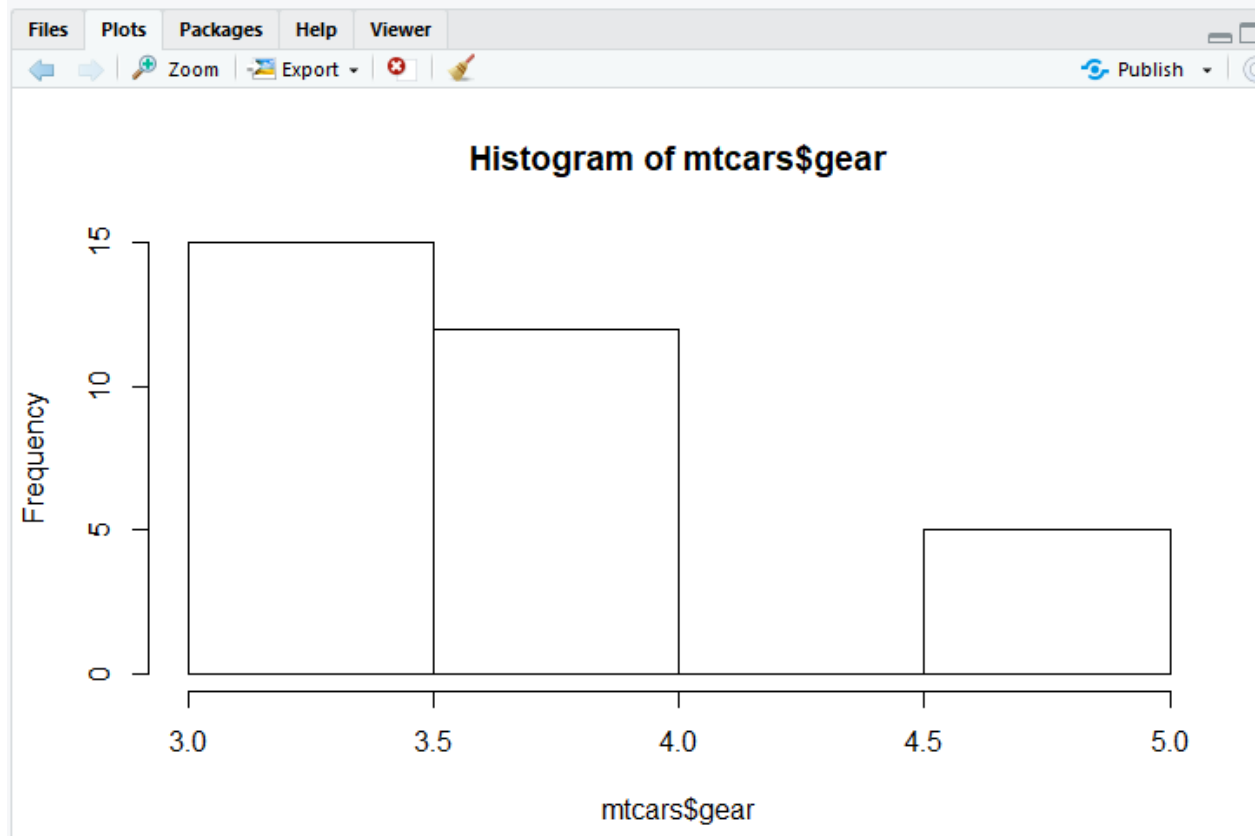 Files Plots Packages Help Viewer
Zoom Export Publish
Histogram of mtcars$gear
15
10
5
0
Frequency
3.0 3.5 4.0 4.5 5.0
mtcars$gear